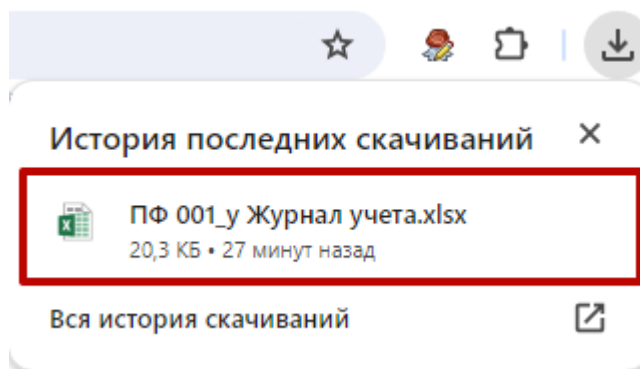 История последних скачиваний
ПФ 001_у Журнал учета.xlsx
20,3 КБ • 27 минут назад
Вся история скачиваний